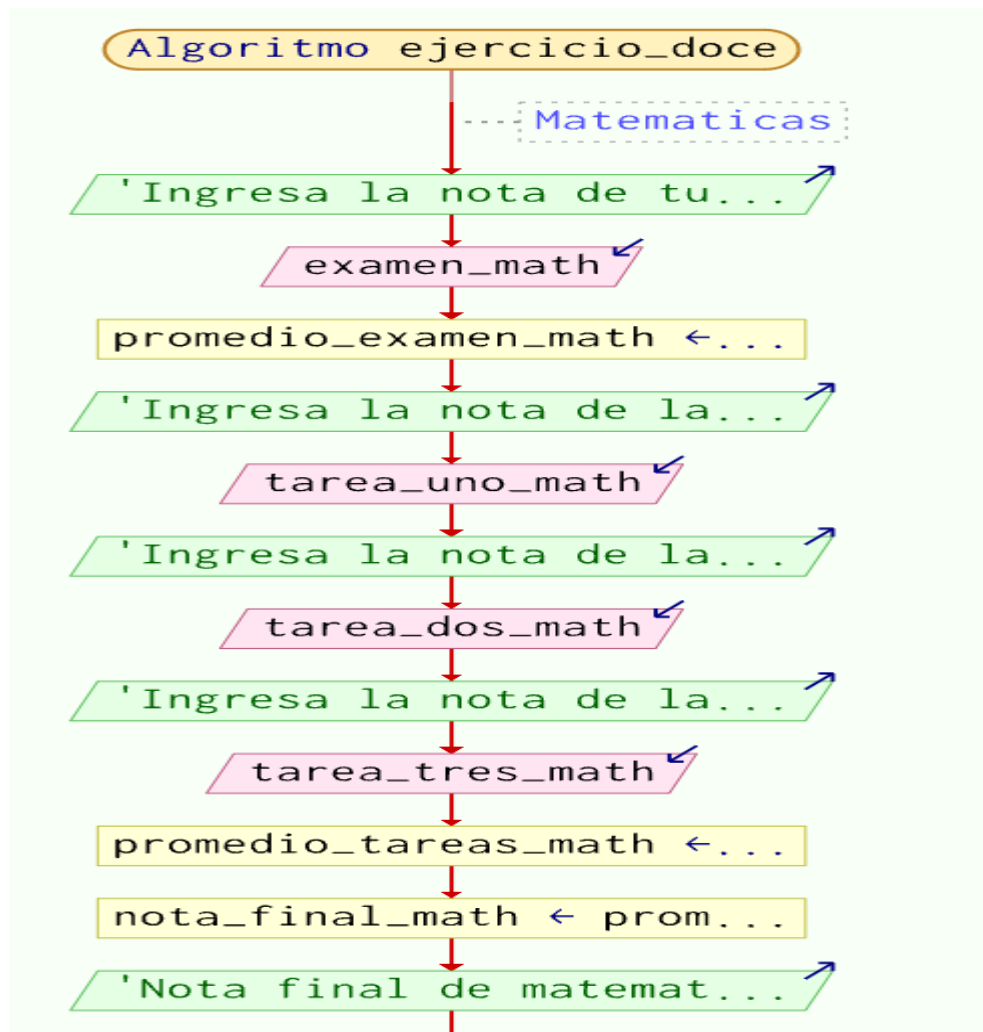 Algoritmo ejercicio_doce
Matematicas
'Ingresa la nota de tu...
examen_math
promedio_examen_math ←...
'Ingresa la nota de la...
tarea_uno_math
'Ingresa la nota de la...
tarea_dos_math
'Ingresa la nota de la...
tarea_tres_math
promedio_tareas_math ←...
nota_final_math ← prom...
'Nota final de matemat...